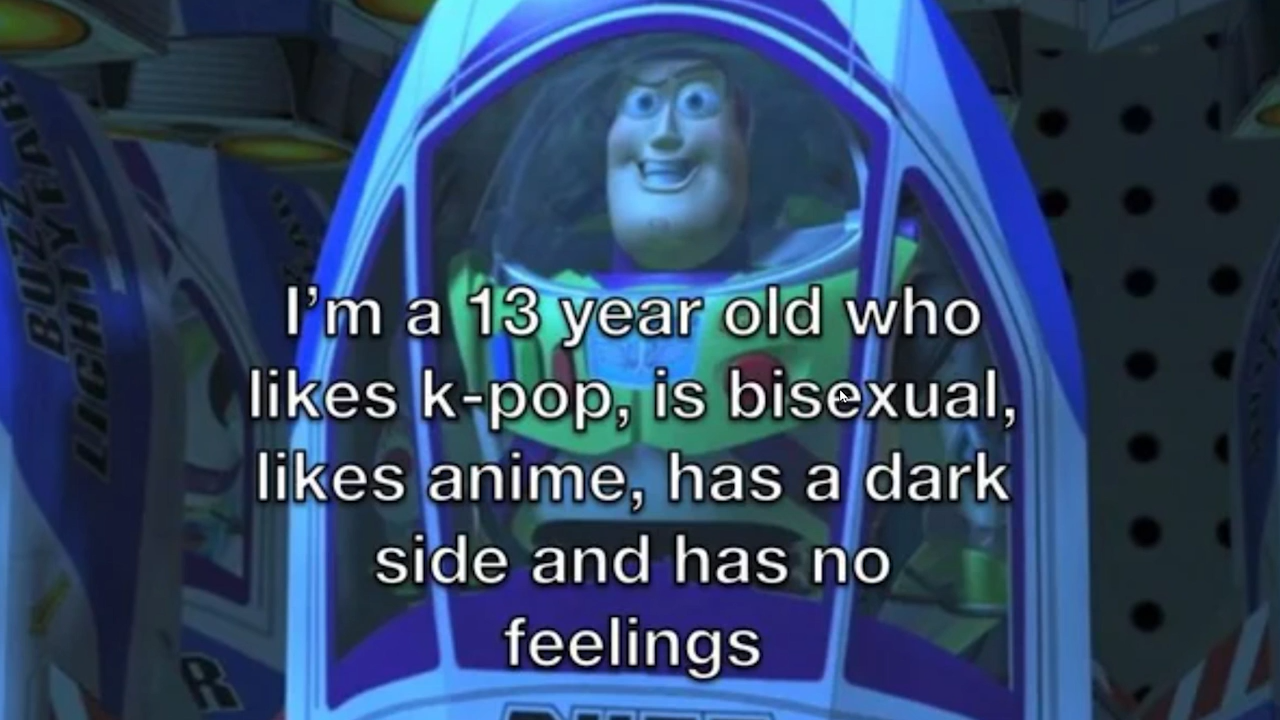 I’m a 13 year old who
likes k-pop, is bisexual,
likes anime, has a dark
side and has no
feelings
BUZZ
LIGHTYEAR